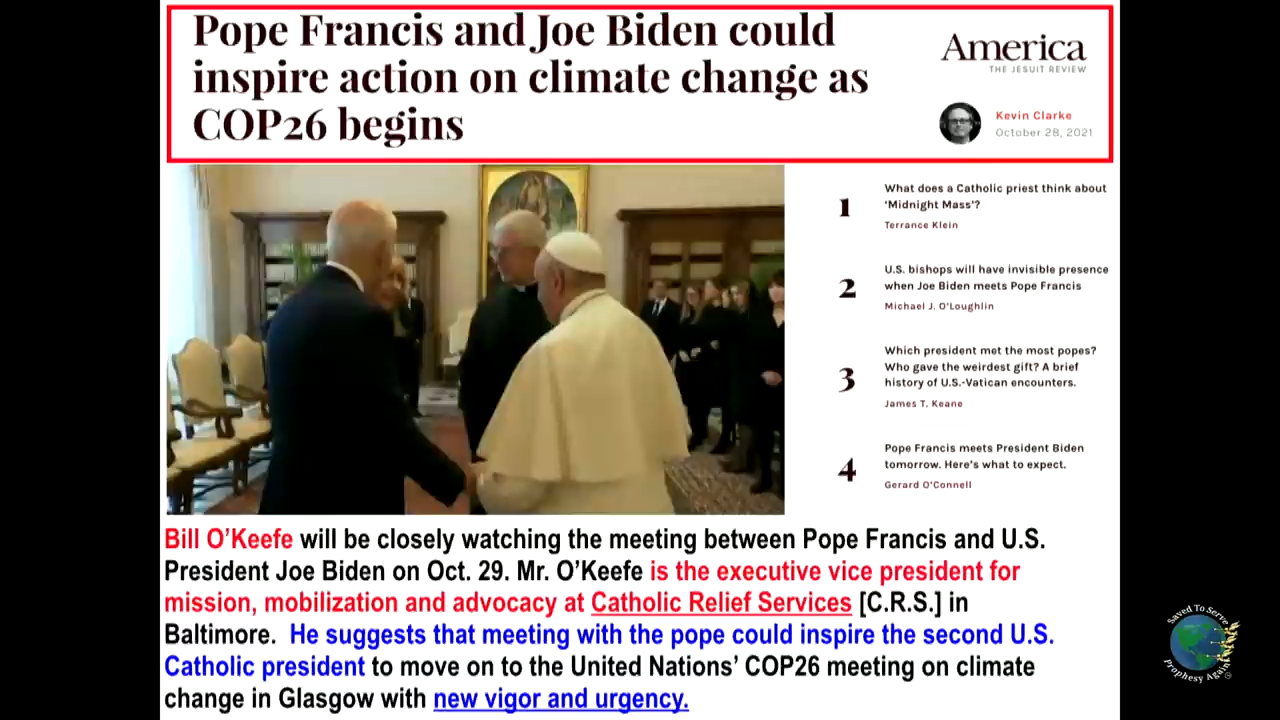 Pope Francis and Joe Biden could
inspire action on climate change as
COP26 begins
America
THE JESUIT REVIEW
Kevin Clarke
October 28, 2021
1
What does a Catholic priest think about
‘Midnight Mass’?
Terrance Klein
2
U.S. bishops will have invisible presence
when Joe Biden meets Pope Francis
Michael J. O’Loughlin
3
Which president met the most popes?
Who gave the weirdest gift? A brief
history of U.S.-Vatican encounters.
James T. Keane
4
Pope Francis meets President Biden
tomorrow. Here’s what to expect.
Gerard O’Connell
Bill O’Keefe will be closely watching the meeting between Pope Francis and U.S.
President Joe Biden on Oct. 29. Mr. O’Keefe is the executive vice president for
mission, mobilization and advocacy at Catholic Relief Services [C.R.S.] in
Baltimore. He suggests that meeting with the pope could inspire the second U.S.
Catholic president to move on to the United Nations’ COP26 meeting on climate
change in Glasgow with new vigor and urgency.
Saved To Serve
Prophesy Again